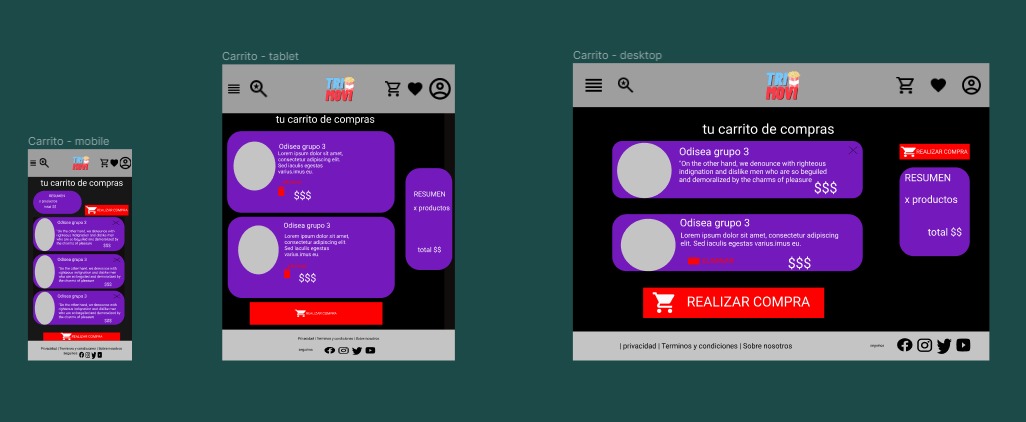 Carrito - mobile
TRI
MOVI
tu carrito de compras
RESUMEN
x productos
total $$
REALIZAR COMPRA
Odisea grupo 3
"On the other hand, we denounce with
righteous indignation and dislike men
who are so beguiled and demoralized by
the charms of pleasure
$$$
Odisea grupo 3
"On the other hand, we denounce with
righteous indignation and dislike men
who are so beguiled and demoralized by
the charms of pleasure
$$$
Odisea grupo 3
"On the other hand, we denounce with
righteous indignation and dislike men
who are so beguiled and demoralized by
the charms of pleasure
$$$
REALIZAR COMPRA
Privacidad | Terminos y condiciones | Sobre nosotros
Seguinos
Carrito - tablet
TRI
MOVI
tu carrito de compras
Odisea grupo 3
Lorem ipsum dolor sit amet,
consectetur adipiscing elit.
Sed iaculis egestas
varius.imus eu.
$$$
Odisea grupo 3
Lorem ipsum dolor sit amet,
consectetur adipiscing elit.
Sed iaculis egestas
varius.imus eu.
$$$
RESUMEN
x productos
total $$
REALIZAR COMPRA
Privacidad | Terminos y condiciones | Sobre nosotros
seguinos
Carrito - desktop
TRI
MOVI
tu carrito de compras
Odisea grupo 3
"On the other hand, we denounce with righteous
indignation and dislike men who are so beguiled
and demoralized by the charms of pleasure
$$$
Odisea grupo 3
Lorem ipsum dolor sit amet, consectetur adipiscing elit.
Sed iaculis egestas varius.imus eu.
$$$
REALIZAR COMPRA
RESUMEN
x productos
total $$
REALIZAR COMPRA
| privacidad | Terminos y condiciones | Sobre nosotros
seguinos